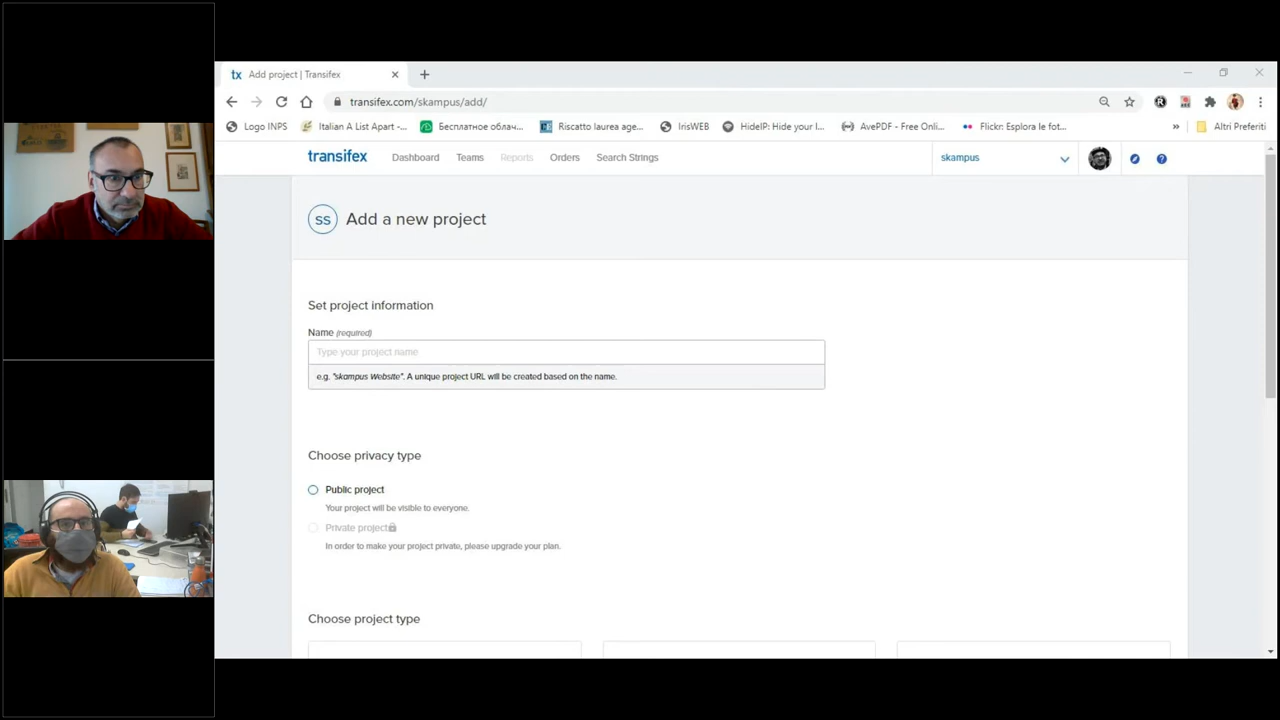 tx Add project | Transifex
transifex.com/skampus/add/
Logo INPS Italian A List Apart -... Бесплатное облач... Riscatto laurea age... IrisWEB HideIP: Hide your I... AvePDF - Free Onli... Flickr: Esplora le fot... » Altri Preferiti
transifex Dashboard Teams Reports Orders Search Strings skampus
SS Add a new project
Set project information
Name (required)
Type your project name
e.g. "skampus Website". A unique project URL will be created based on the name.
Choose privacy type
Public project
Your project will be visible to everyone.
Private project
In order to make your project private, please upgrade your plan.
Choose project type